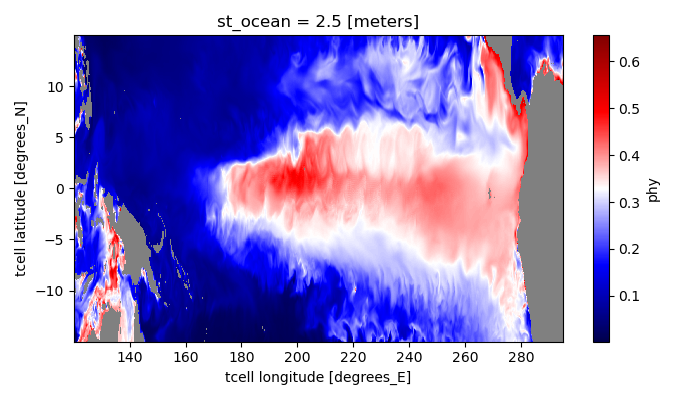 st_ocean = 2.5 [meters]
10
5
0
−5
−10
tcell latitude [degrees_N]
140 160 180 200 220 240 260 280
tcell longitude [degrees_E]
0.6
0.5
0.4
0.3
0.2
0.1
phy